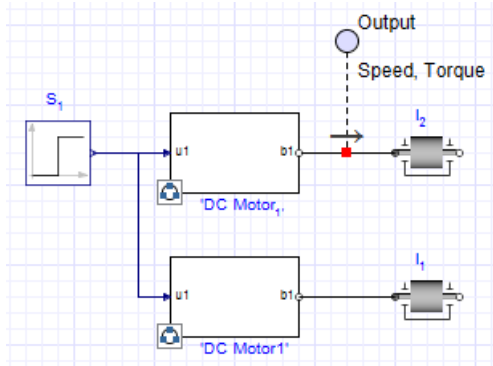 Output
Speed, Torque
S₁
I₂
u1
b1
'DC Motor₁,
I₁
u1
b1
'DC Motor1'